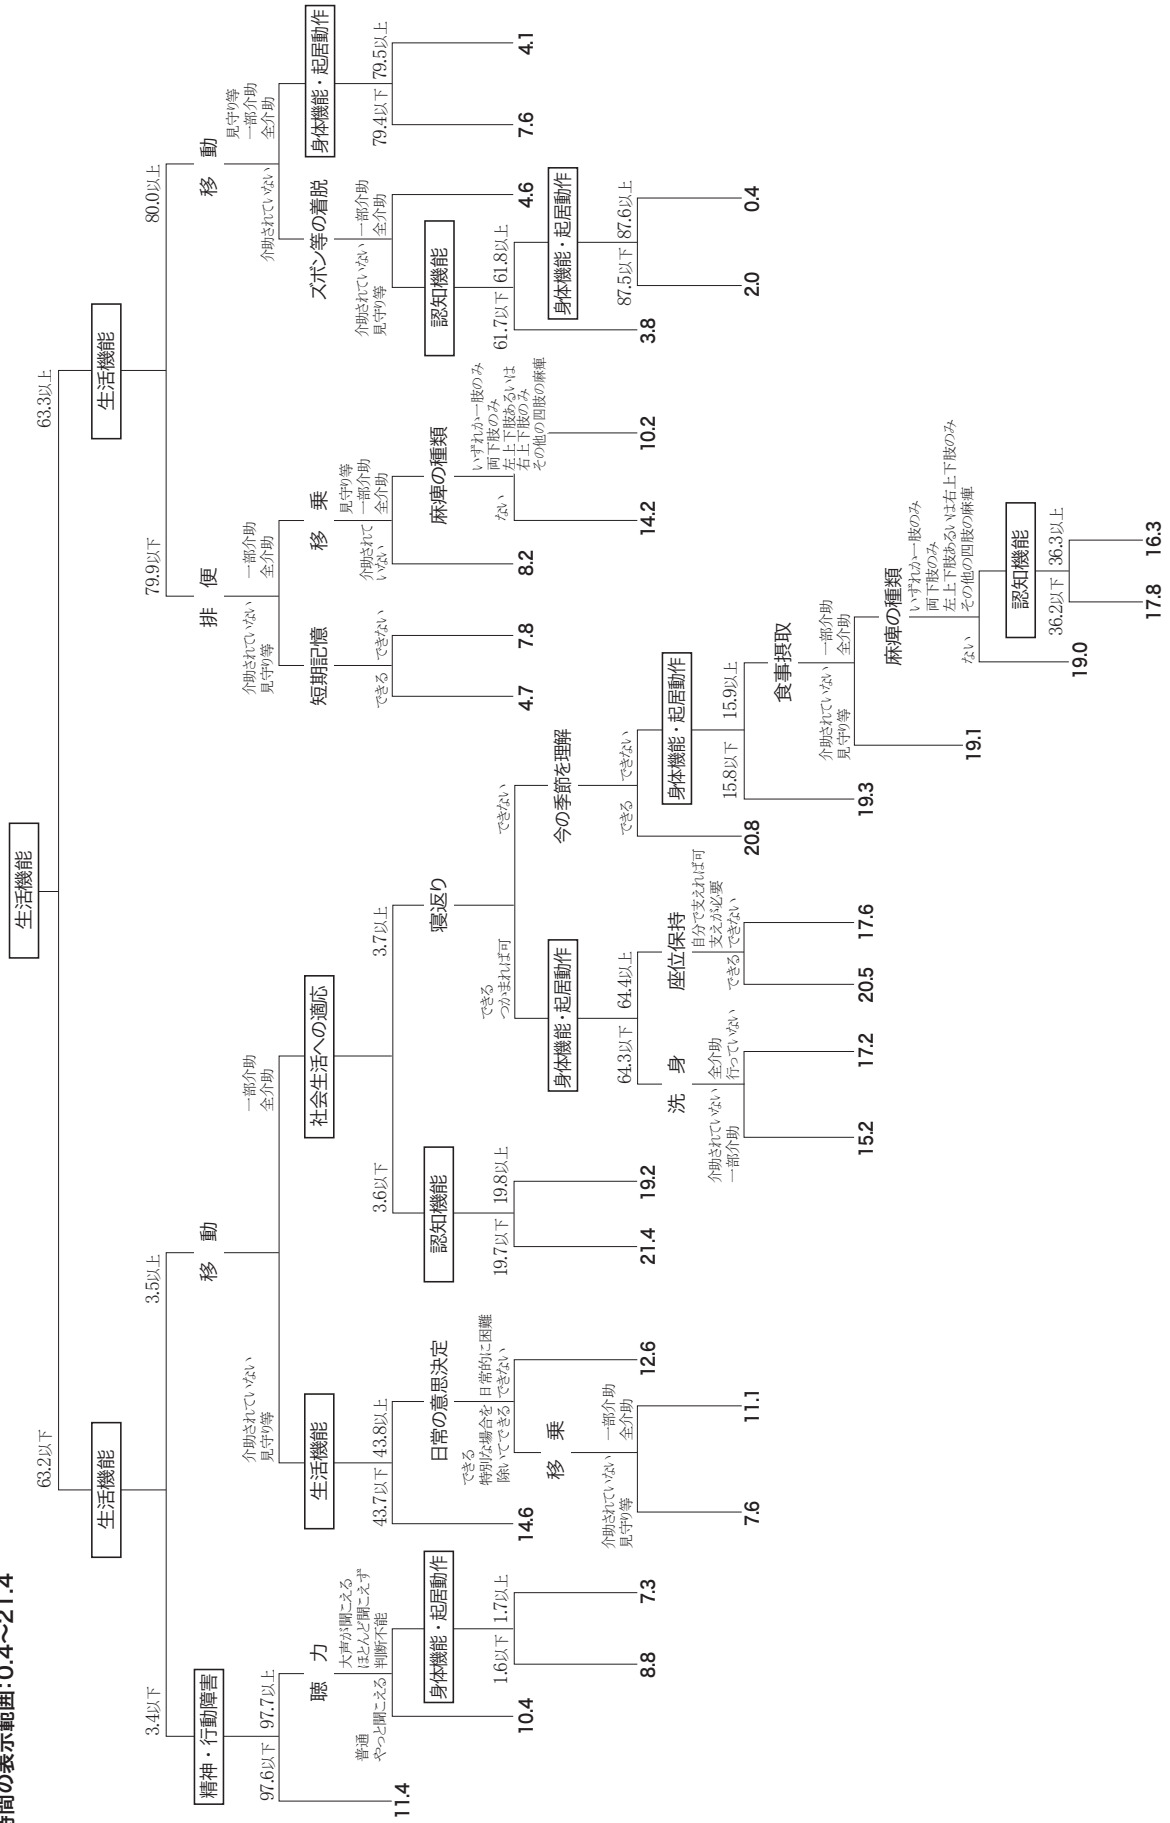 時間の表示範囲：0.4～21.4
生活機能
63.2以下
63.3以上
生活機能
生活機能
3.4以下
3.5以上
79.9以下
80.0以上
精神・行動障害
移　動
排　便
移　動
97.6以下
97.7以上
介助されていない
見守り等
一部介助
全介助
介助されていない
見守り等
一部介助
全介助
介助されていない
見守り等
一部介助
全介助
聴　力
生活機能
社会生活への適応
短期記憶
移　乗
ズボン等の着脱
身体機能・起居動作
11.4
普通
やっと聞こえる
大声が聞こえる
ほとんど聞こえず
判断不能
43.7以下
43.8以上
3.6以下
3.7以上
できる
できない
介助されて
いない
見守り等
一部介助
全介助
介助されていない
見守り等
一部介助
全介助
79.4以下
79.5以上
10.4
身体機能・起居動作
14.6
日常の意思決定
認知機能
寝返り
4.7
7.8
8.2
麻痺の種類
認知機能
4.6
7.6
4.1
1.6以下
1.7以上
できる
特別な場合を
除いてできる
日常的に困難
できない
19.7以下
19.8以上
できる
つかまれば可
できない
ない
いずれか一肢のみ
両下肢のみ
左上下肢あるいは
右上下肢のみ
その他の四肢の麻痺
61.7以下
61.8以上
8.8
7.3
移　乗
12.6
21.4
19.2
身体機能・起居動作
今の季節を理解
14.2
10.2
3.8
身体機能・起居動作
介助されていない
見守り等
一部介助
全介助
64.3以下
64.4以上
できる
できない
87.5以下
87.6以上
7.6
11.1
洗　身
座位保持
20.8
身体機能・起居動作
2.0
0.4
介助されていない
一部介助
全介助
行っていない
できる
自分で支えれば可
支えが必要
できない
15.8以下
15.9以上
15.2
17.2
20.5
17.6
19.3
食事摂取
介助されていない
見守り等
一部介助
全介助
19.1
麻痺の種類
ない
いずれか一肢のみ
両下肢のみ
左上下肢あるいは右上下肢のみ
その他の四肢の麻痺
19.0
認知機能
36.2以下
36.3以上
17.8
16.3